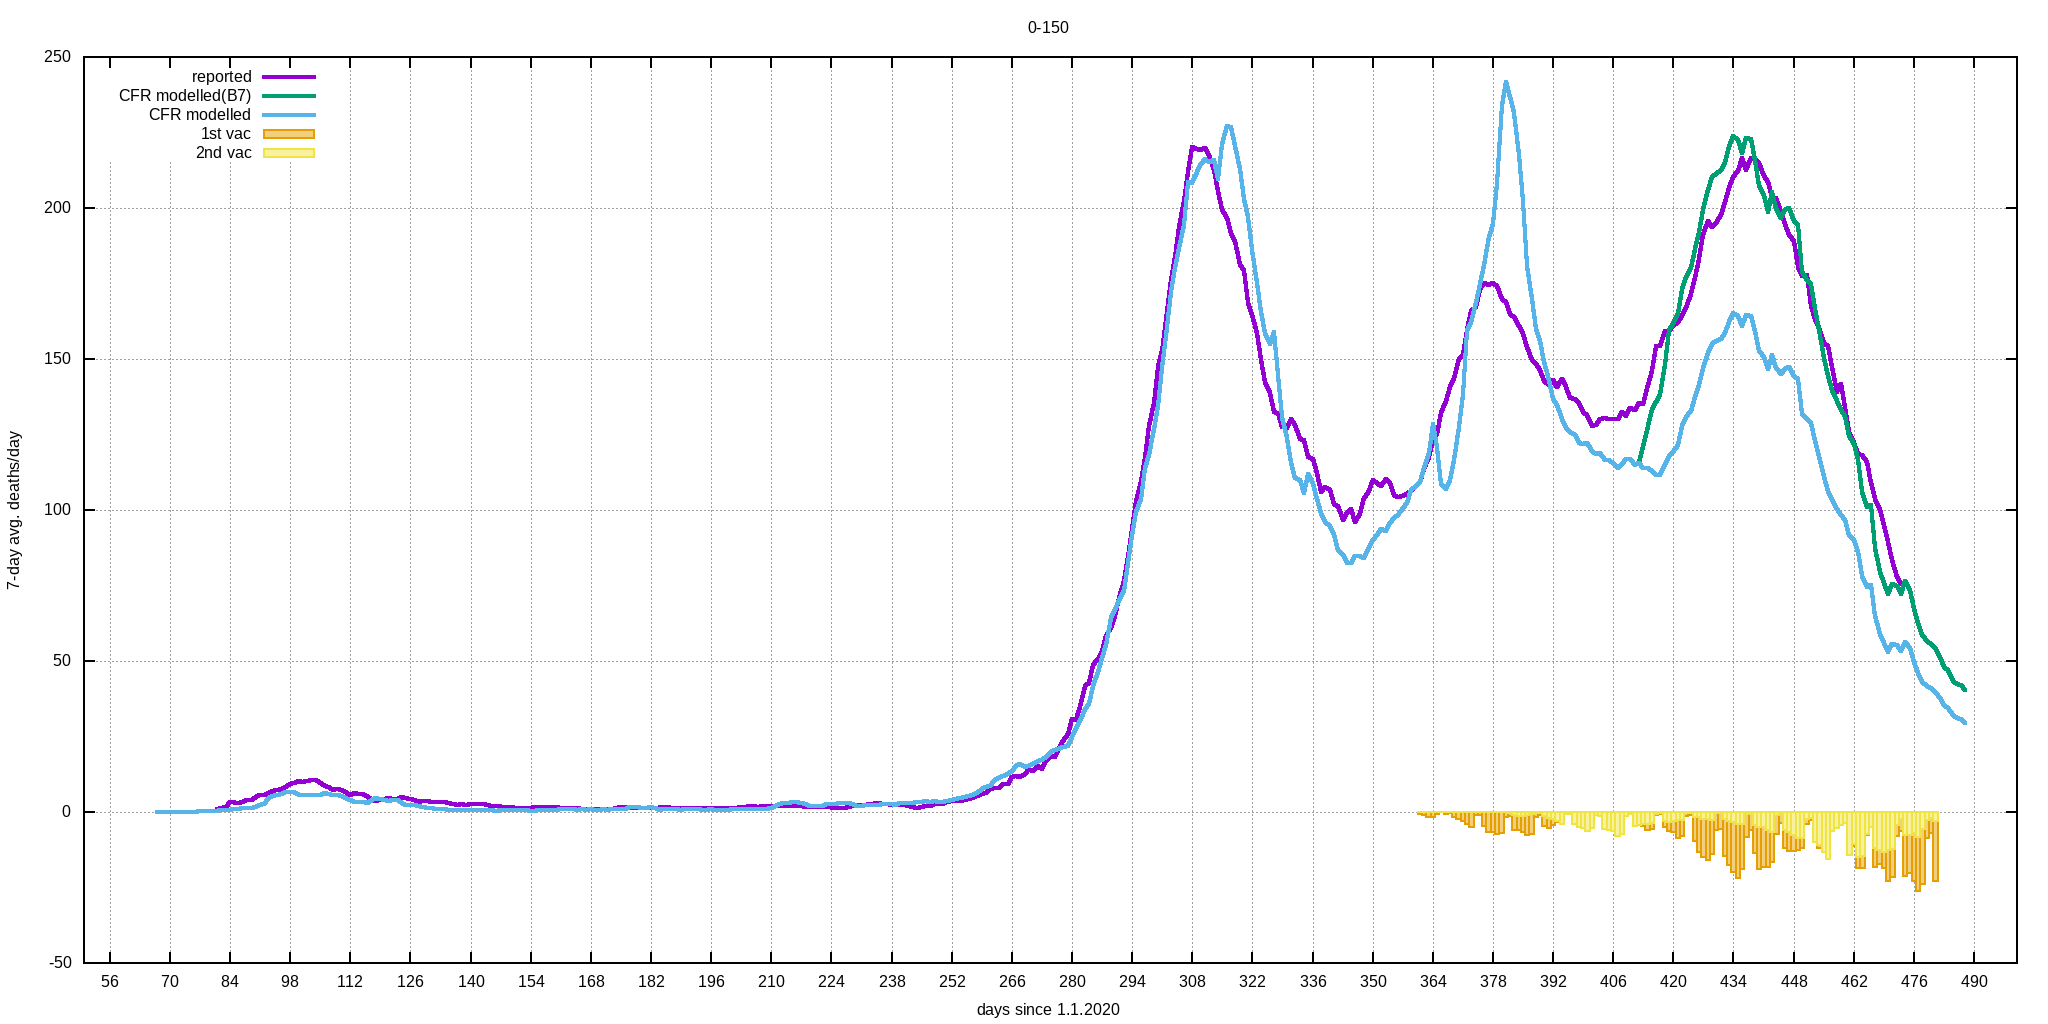 0-150
250
200
150
100
50
0
-50
reported
CFR modelled(B7)
CFR modelled
1st vac
2nd vac
7-day avg. deaths/day
56 70 84 98 112 126 140 154 168 182 196 210 224 238 252 266 280 294 308 322 336 350 364 378 392 406 420 434 448 462 476 490
days since 1.1.2020